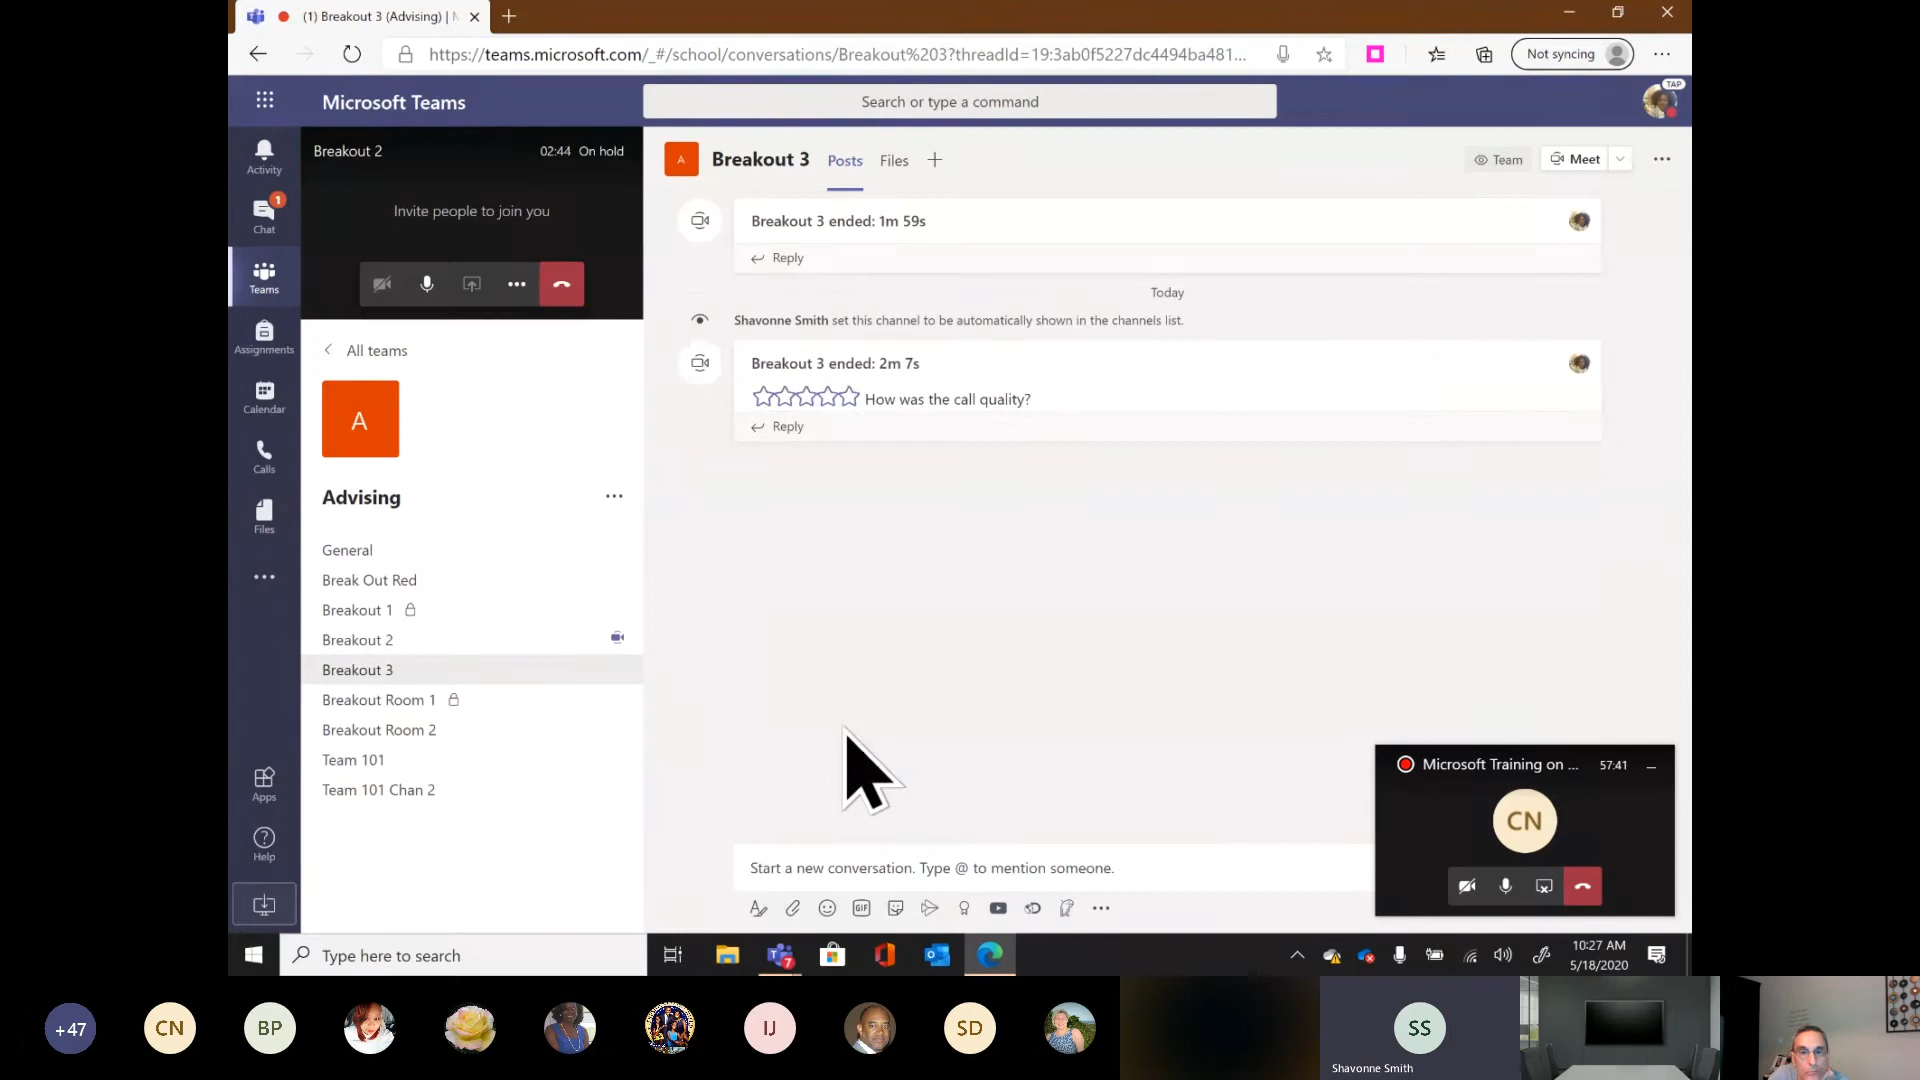 (1) Breakout 3 (Advising) | M
https://teams.microsoft.com/_#/school/conversations/Breakout%203?threadId=19:3ab0f5227dc4494ba481...
Not syncing
Microsoft Teams
Search or type a command
TAP
Activity
Chat
1
Teams
Assignments
Calendar
Calls
Files
Apps
Help
Breakout 2
02:44 On hold
Invite people to join you
All teams
A
Advising
General
Break Out Red
Breakout 1
Breakout 2
Breakout 3
Breakout Room 1
Breakout Room 2
Team 101
Team 101 Chan 2
A
Breakout 3
Posts
Files
Team
Meet
Breakout 3 ended: 1m 59s
Reply
Today
Shavonne Smith set this channel to be automatically shown in the channels list.
Breakout 3 ended: 2m 7s
How was the call quality?
Reply
Start a new conversation. Type @ to mention someone.
GIF
Microsoft Training on ...
57:41
CN
Type here to search
7
10:27 AM
5/18/2020
+47
CN
BP
IJ
SD
SS
Shavonne Smith